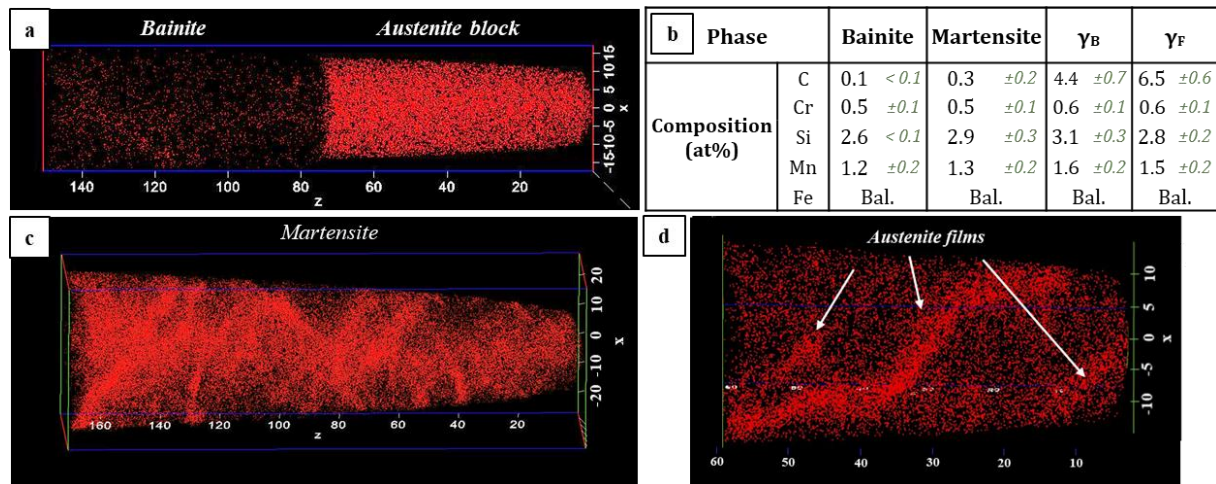 a
Bainite Austenite block
15
10
5
0
-5
-10
-15
x
140 120 100 80 60 40 20
z
b Phase Bainite Martensite γB γF
Composition (at%)
C 0.1 < 0.1 0.3 ±0.2 4.4 ±0.7 6.5 ±0.6
Cr 0.5 ±0.1 0.5 ±0.1 0.6 ±0.1 0.6 ±0.1
Si 2.6 <0.1 2.9 ±0.3 3.1 ±0.3 2.8 ±0.2
Mn 1.2 ±0.2 1.3 ±0.2 1.6 ±0.2 1.5 ±0.2
Fe Bal. Bal. Bal. Bal.
c
Martensite
20
10
0
-10
-20
x
160 140 120 100 80 60 40 20
z
d
Austenite films
10
5
0
-5
-10
x
60 50 40 30 20 10